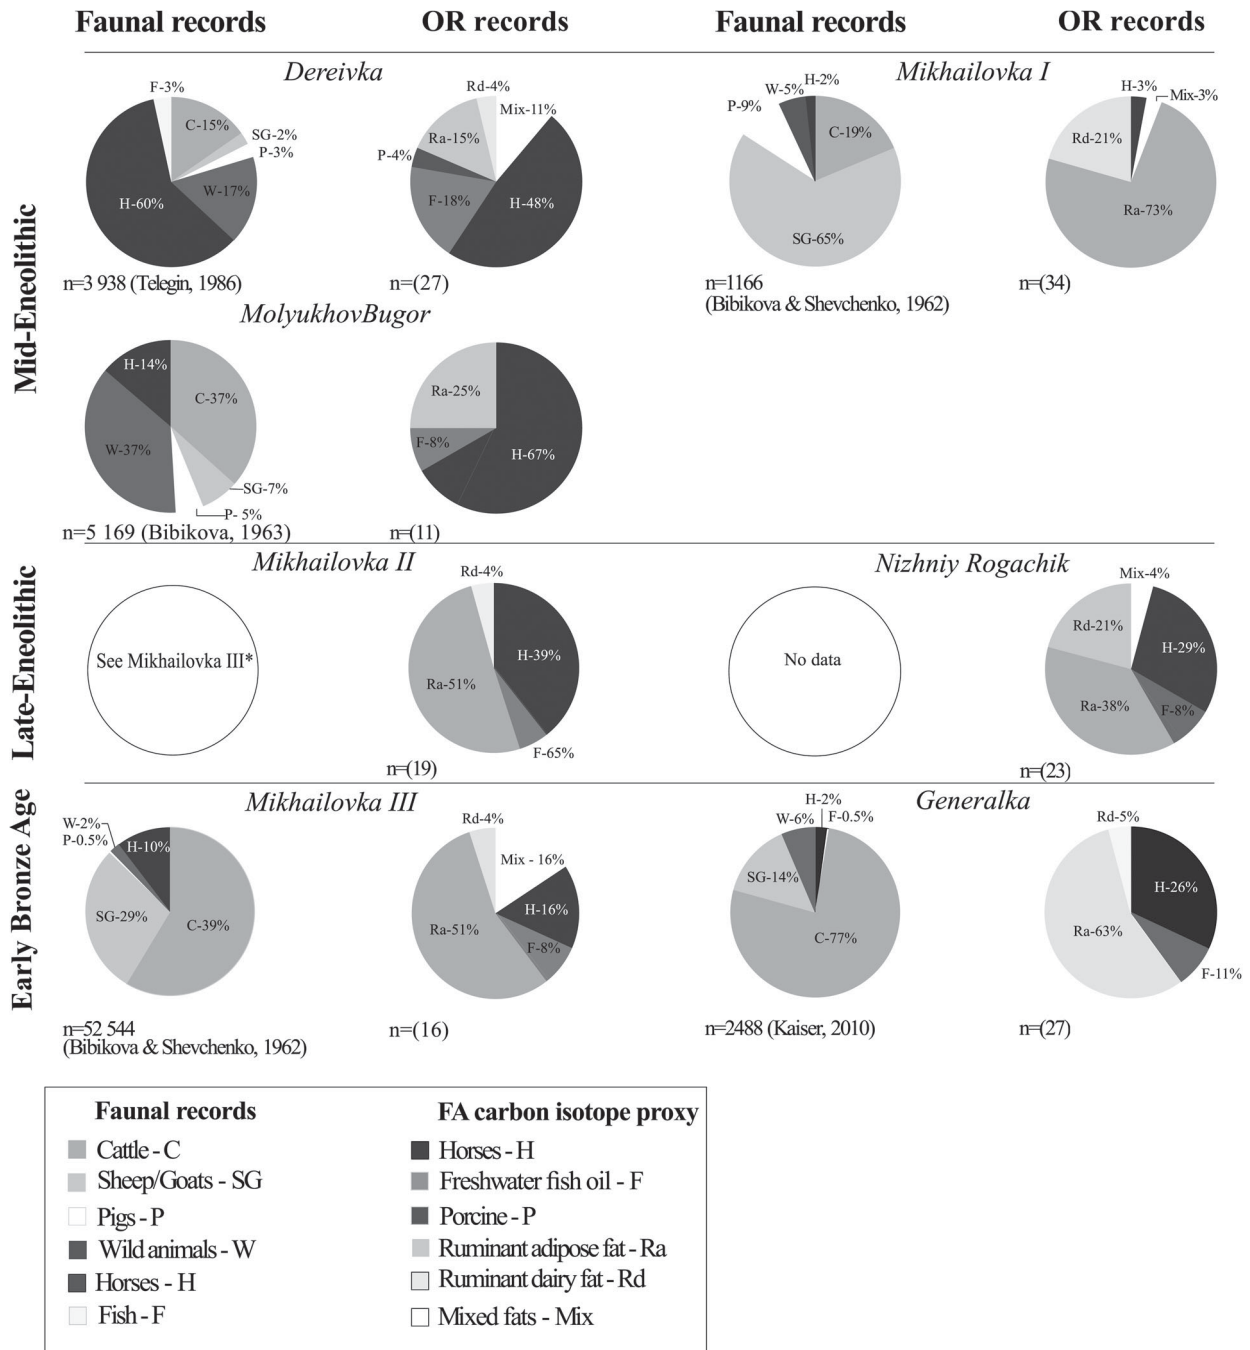 Faunal records OR records Faunal records OR records
Mid-Eneolithic
Dereivka
F-3%
C-15%
SG-2%
P-3%
W-17%
H-60%
n=3 938 (Telegin, 1986)
Rd-4%
Mix-11%
Ra-15%
P-4%
F-18%
H-48%
n=(27)
Mikhailovka I
H-2%
W-5%
P-9%
C-19%
SG-65%
n=1166
(Bibikova & Shevchenko, 1962)
H-3%
Mix-3%
Rd-21%
Ra-73%
n=(34)
MolyukhovBugor
H-14%
C-37%
W-37%
SG-7%
P- 5%
n=5 169 (Bibikova, 1963)
Ra-25%
F-8%
H-67%
n=(11)
Late-Eneolithic
Mikhailovka II
See Mikhailovka III*
Rd-4%
H-39%
Ra-51%
F-65%
n=(19)
Nizhniy Rogachik
No data
Mix-4%
Rd-21%
H-29%
Ra-38%
F-8%
n=(23)
Early Bronze Age
Mikhailovka III
W-2%
P-0.5%
H-10%
SG-29%
C-39%
n=52 544
(Bibikova & Shevchenko, 1962)
Rd-4%
Mix - 16%
H-16%
Ra-51%
F-8%
n=(16)
Generalka
H-2%
W-6%
F-0.5%
SG-14%
C-77%
n=2488 (Kaiser, 2010)
Rd-5%
H-26%
Ra-63%
F-11%
n=(27)
Faunal records
Cattle - C
Sheep/Goats - SG
Pigs - P
Wild animals - W
Horses - H
Fish - F
FA carbon isotope proxy
Horses - H
Freshwater fish oil - F
Porcine - P
Ruminant adipose fat - Ra
Ruminant dairy fat - Rd
Mixed fats - Mix